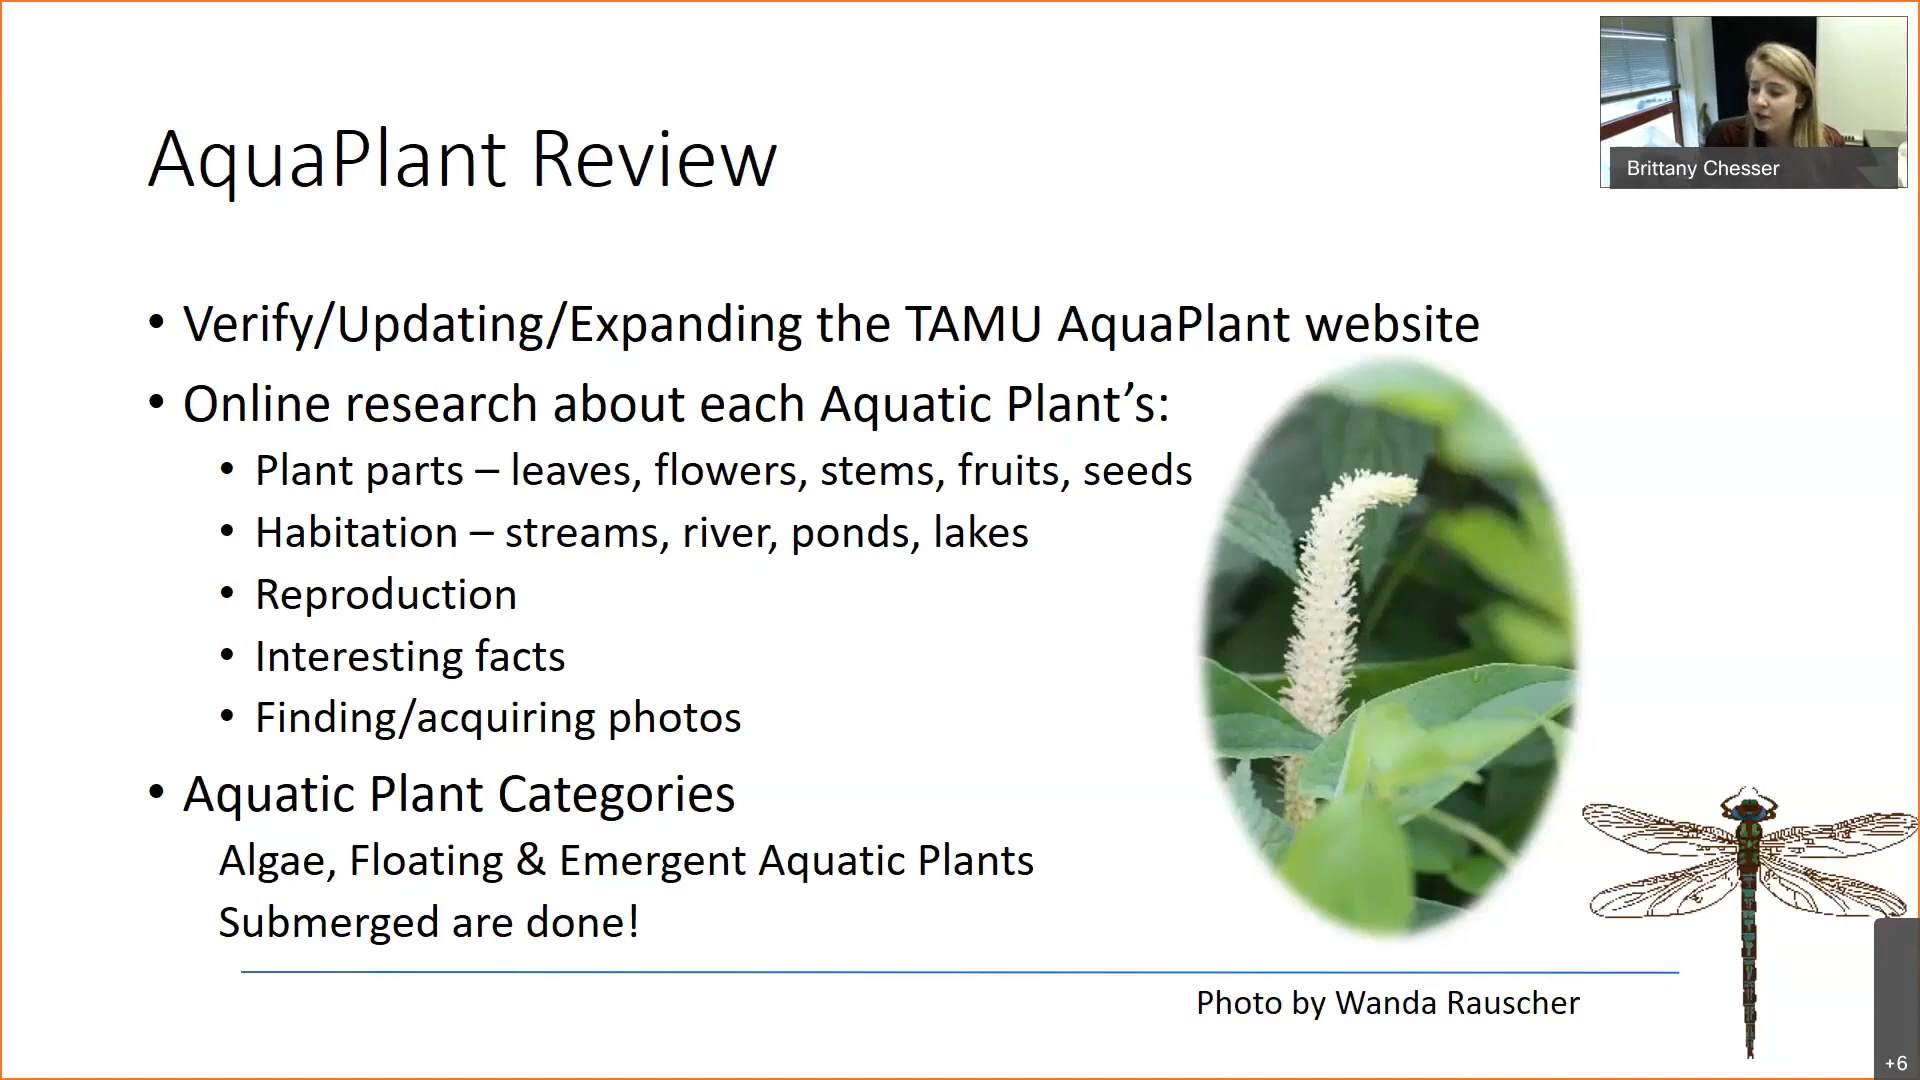 AquaPlant Review
Brittany Chesser
• Verify/Updating/Expanding the TAMU AquaPlant website
• Online research about each Aquatic Plant’s:
• Plant parts – leaves, flowers, stems, fruits, seeds
• Habitation – streams, river, ponds, lakes
• Reproduction
• Interesting facts
• Finding/acquiring photos
• Aquatic Plant Categories
Algae, Floating & Emergent Aquatic Plants
Submerged are done!
Photo by Wanda Rauscher
+6